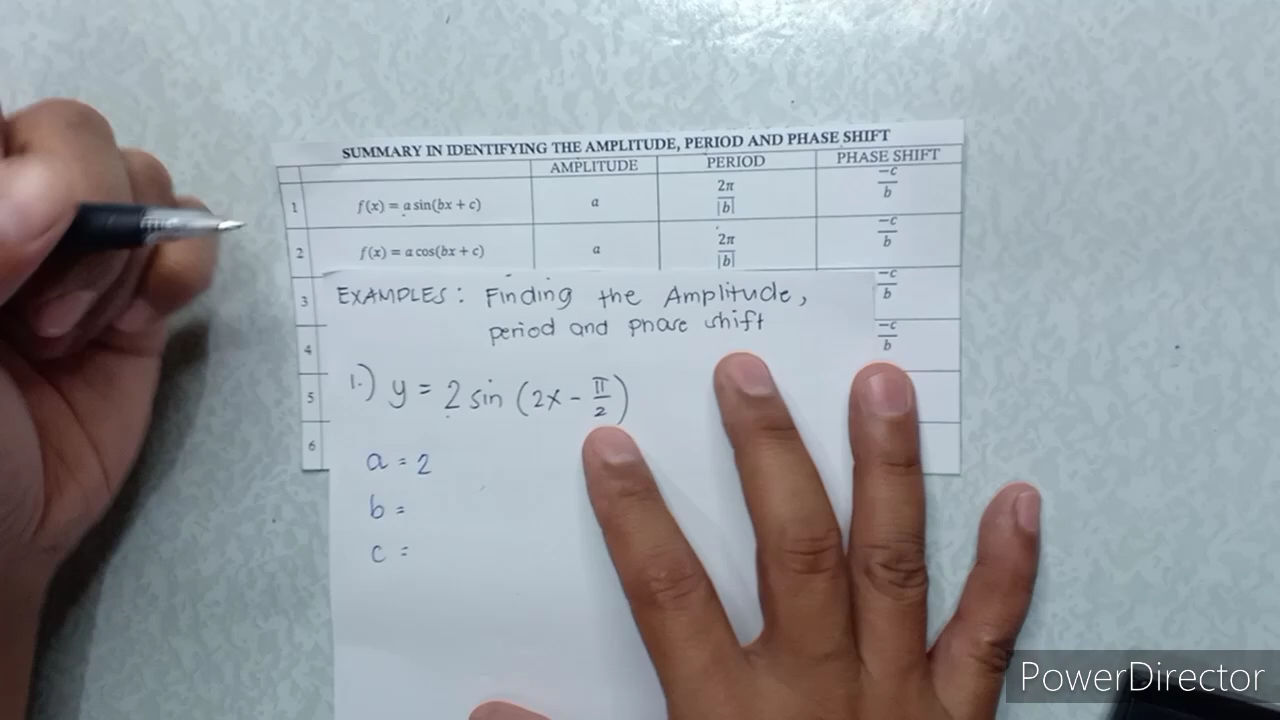 SUMMARY IN IDENTIFYING THE AMPLITUDE, PERIOD AND PHASE SHIFT
AMPLITUDE PERIOD PHASE SHIFT
1 f(x) = a sin(bx + c) a 2π/|b| −c/b
2 f(x) = a cos(bx + c) a 2π/|b| −c/b
3 −c/b
4 −c/b
5
6
EXAMPLES: Finding the Amplitude,
period and phase shift
1.) y = 2 sin (2x - π/2)
a = 2
b =
c =
PowerDirector